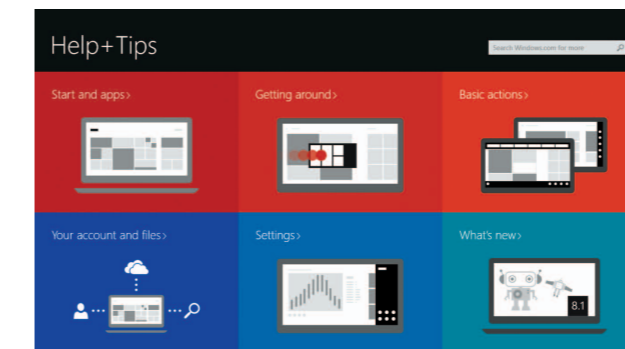 Help+Tips
Search Windows.com for more
Start and apps›
Getting around›
Basic actions›
Your account and files›
Settings›
What's new›
8.1